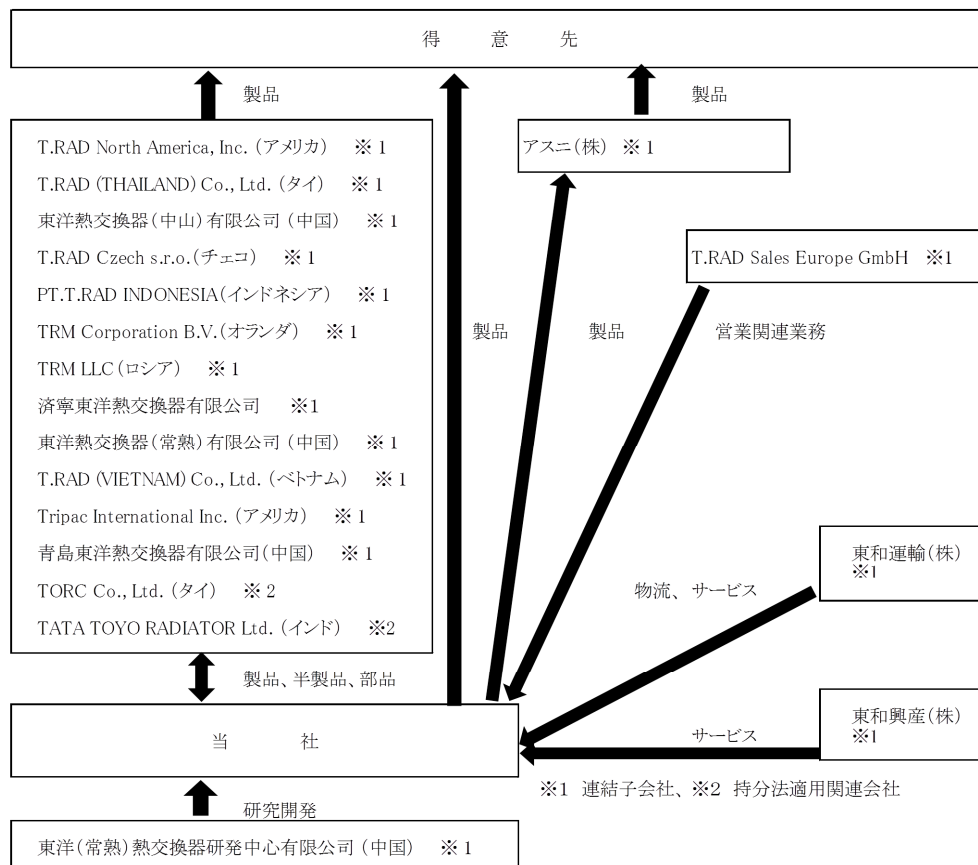 得意先
製品
製品
T.RAD North America, Inc. (アメリカ) ※1
T.RAD (THAILAND) Co., Ltd. (タイ) ※1
東洋熱交換器(中山)有限公司 (中国) ※1
T.RAD Czech s.r.o.(チェコ) ※1
PT.T.RAD INDONESIA(インドネシア) ※1
TRM Corporation B.V.(オランダ) ※1
TRM LLC(ロシア) ※1
済寧東洋熱交換器有限公司 ※1
東洋熱交換器(常熟)有限公司 (中国) ※1
T.RAD (VIETNAM) Co., Ltd. (ベトナム) ※1
Tripac International Inc. (アメリカ) ※1
青島東洋熱交換器有限公司(中国) ※1
TORC Co., Ltd. (タイ) ※2
TATA TOYO RADIATOR Ltd. (インド) ※2
アスニ(株) ※1
T.RAD Sales Europe GmbH ※1
製品
製品
営業関連業務
東和運輸(株)
※1
物流、サービス
製品、半製品、部品
東和興産(株)
※1
サービス
当社
※1 連結子会社、※2 持分法適用関連会社
研究開発
東洋(常熟)熱交換器研発中心有限公司 (中国) ※1